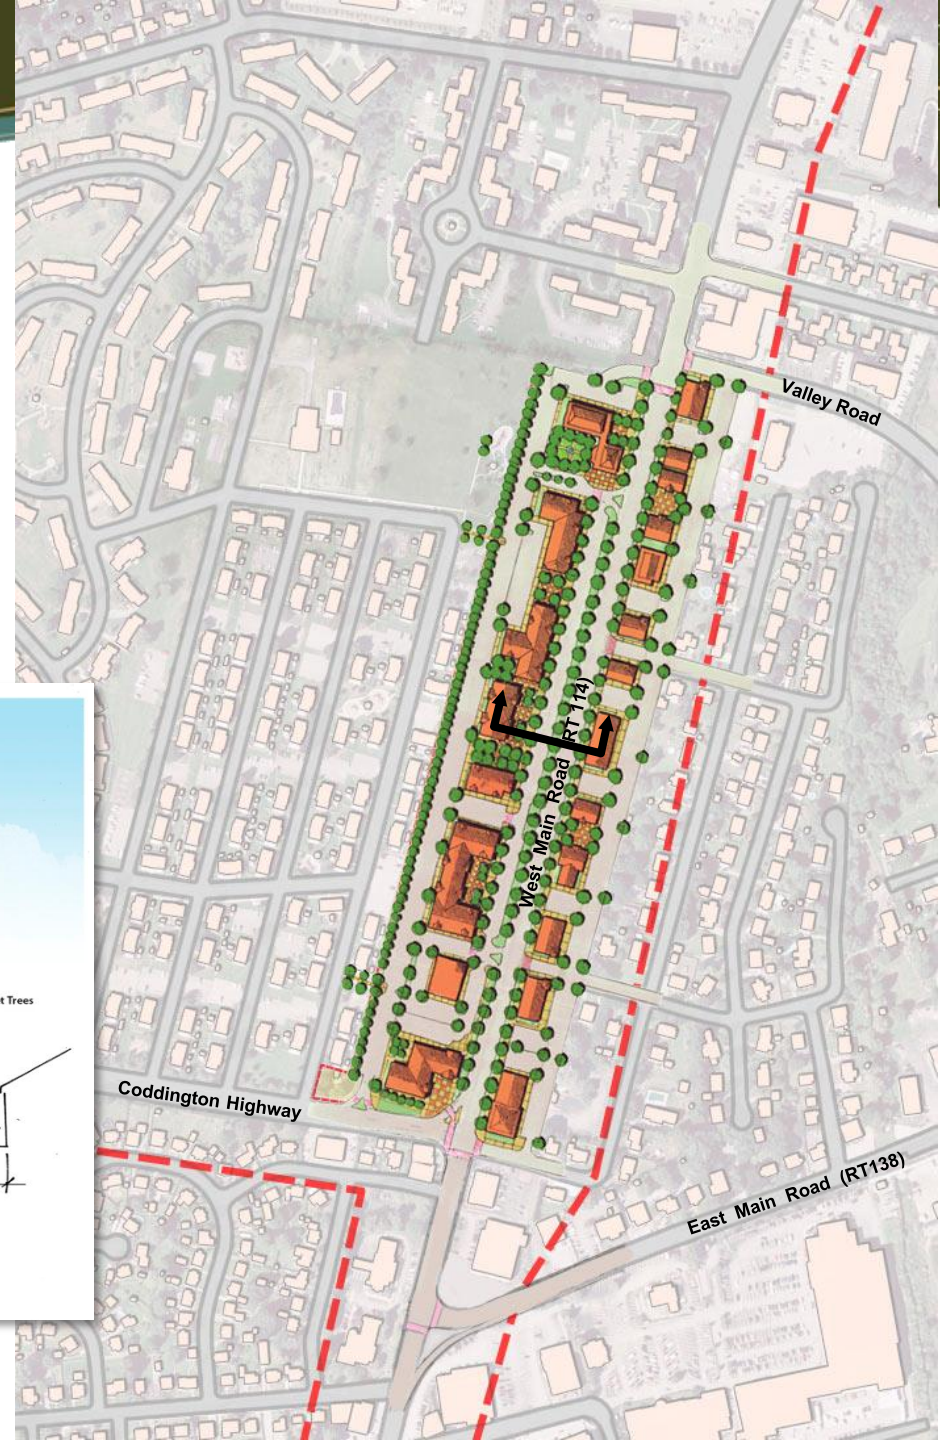 Valley Road
West Main Road (RT 114)
t Trees
Coddington Highway
East Main Road (RT138)